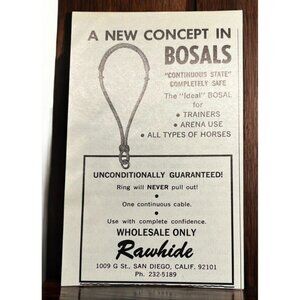 A NEW CONCEPT IN
BOSALS
"CONTINUOUS STATE"
COMPLETELY SAFE
The "Ideal" BOSAL
for
• TRAINERS
• ARENA USE
• ALL TYPES OF HORSES
UNCONDITIONALLY GUARANTEED!
Ring will NEVER pull out!
•
One continuous cable.
•
Use with complete confidence.
WHOLESALE ONLY
Rawhide
1009 G St., SAN DIEGO, CALIF. 92101
Ph. 232-5189